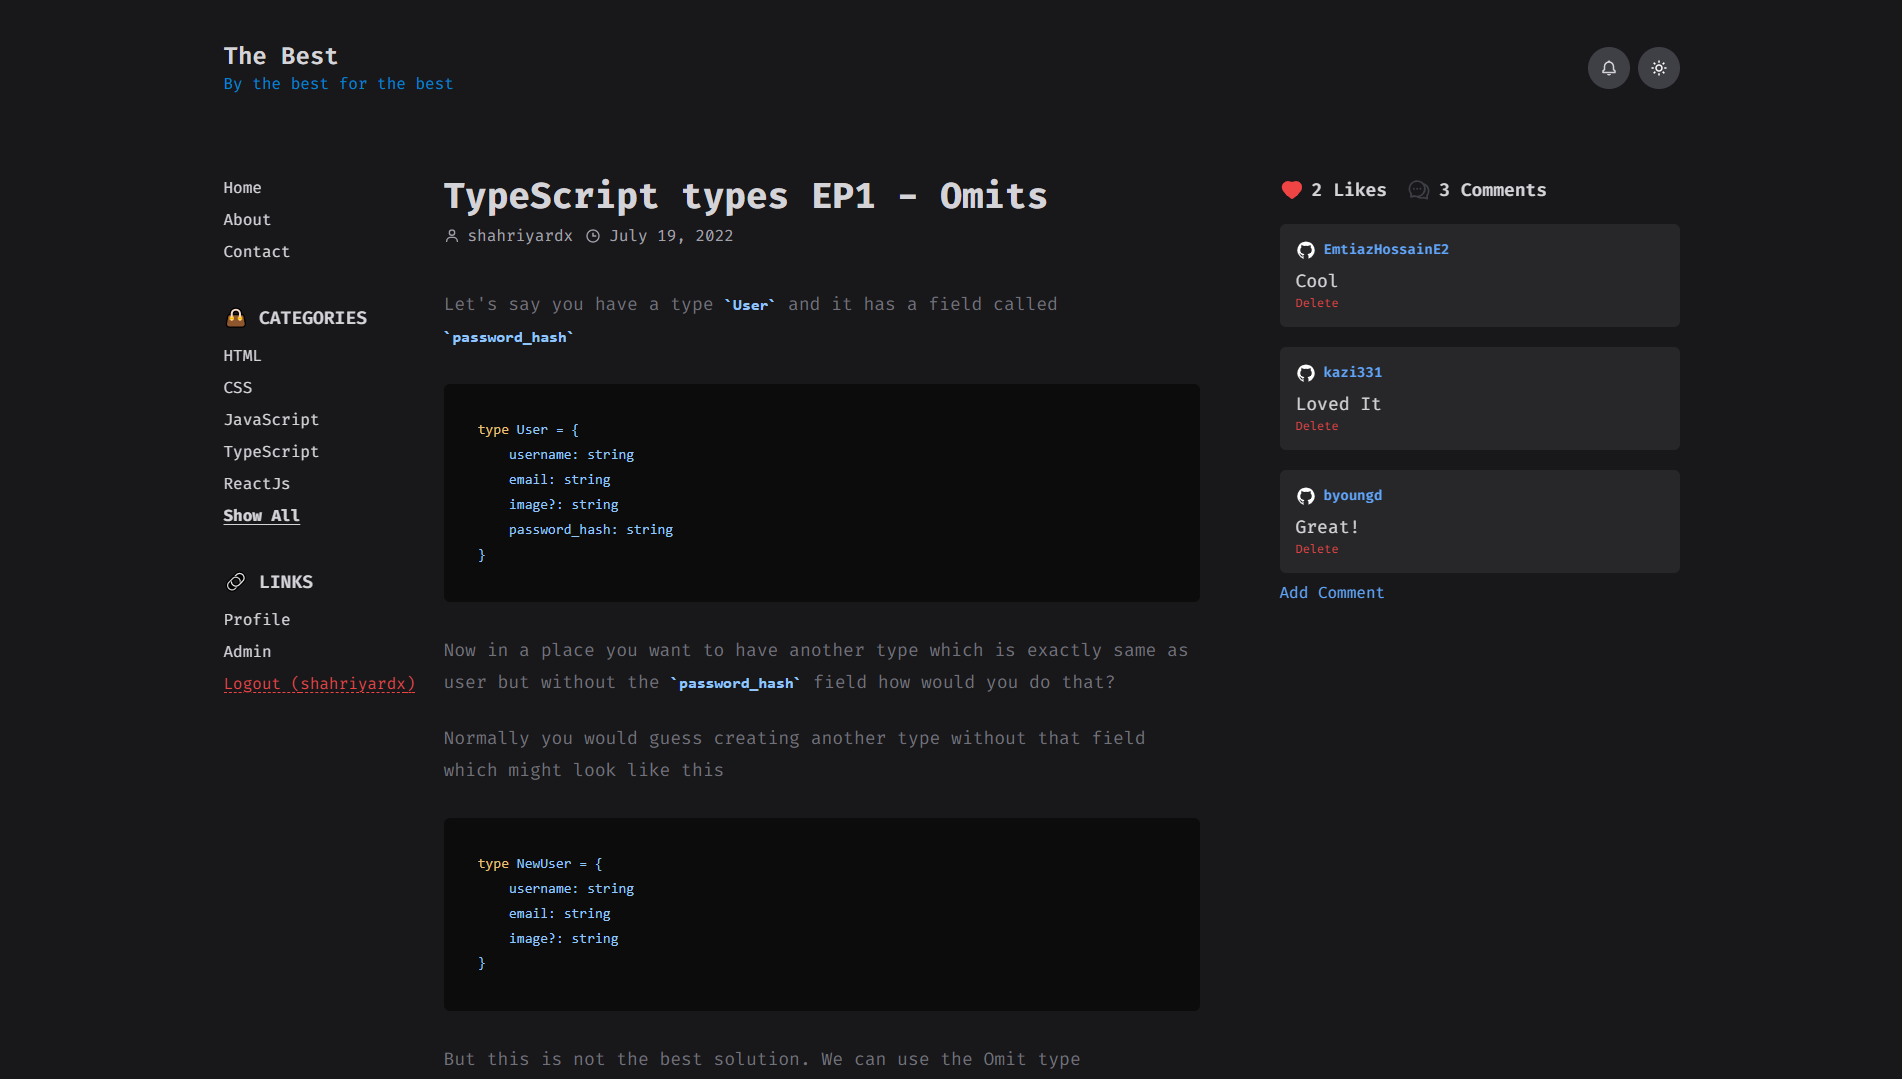 The Best
By the best for the best
Home
About
Contact
CATEGORIES
HTML
CSS
JavaScript
TypeScript
ReactJs
Show All
LINKS
Profile
Admin
Logout (shahriyardx)
TypeScript types EP1 - Omits
shahriyardx July 19, 2022
Let's say you have a type `User` and it has a field called
`password_hash`
type User = {
    username: string
    email: string
    image?: string
    password_hash: string
}
Now in a place you want to have another type which is exactly same as
user but without the `password_hash` field how would you do that?
Normally you would guess creating another type without that field
which might look like this
type NewUser = {
    username: string
    email: string
    image?: string
}
But this is not the best solution. We can use the Omit type
2 Likes 3 Comments
EmtiazHossainE2
Cool
Delete
kazi331
Loved It
Delete
byoungd
Great!
Delete
Add Comment